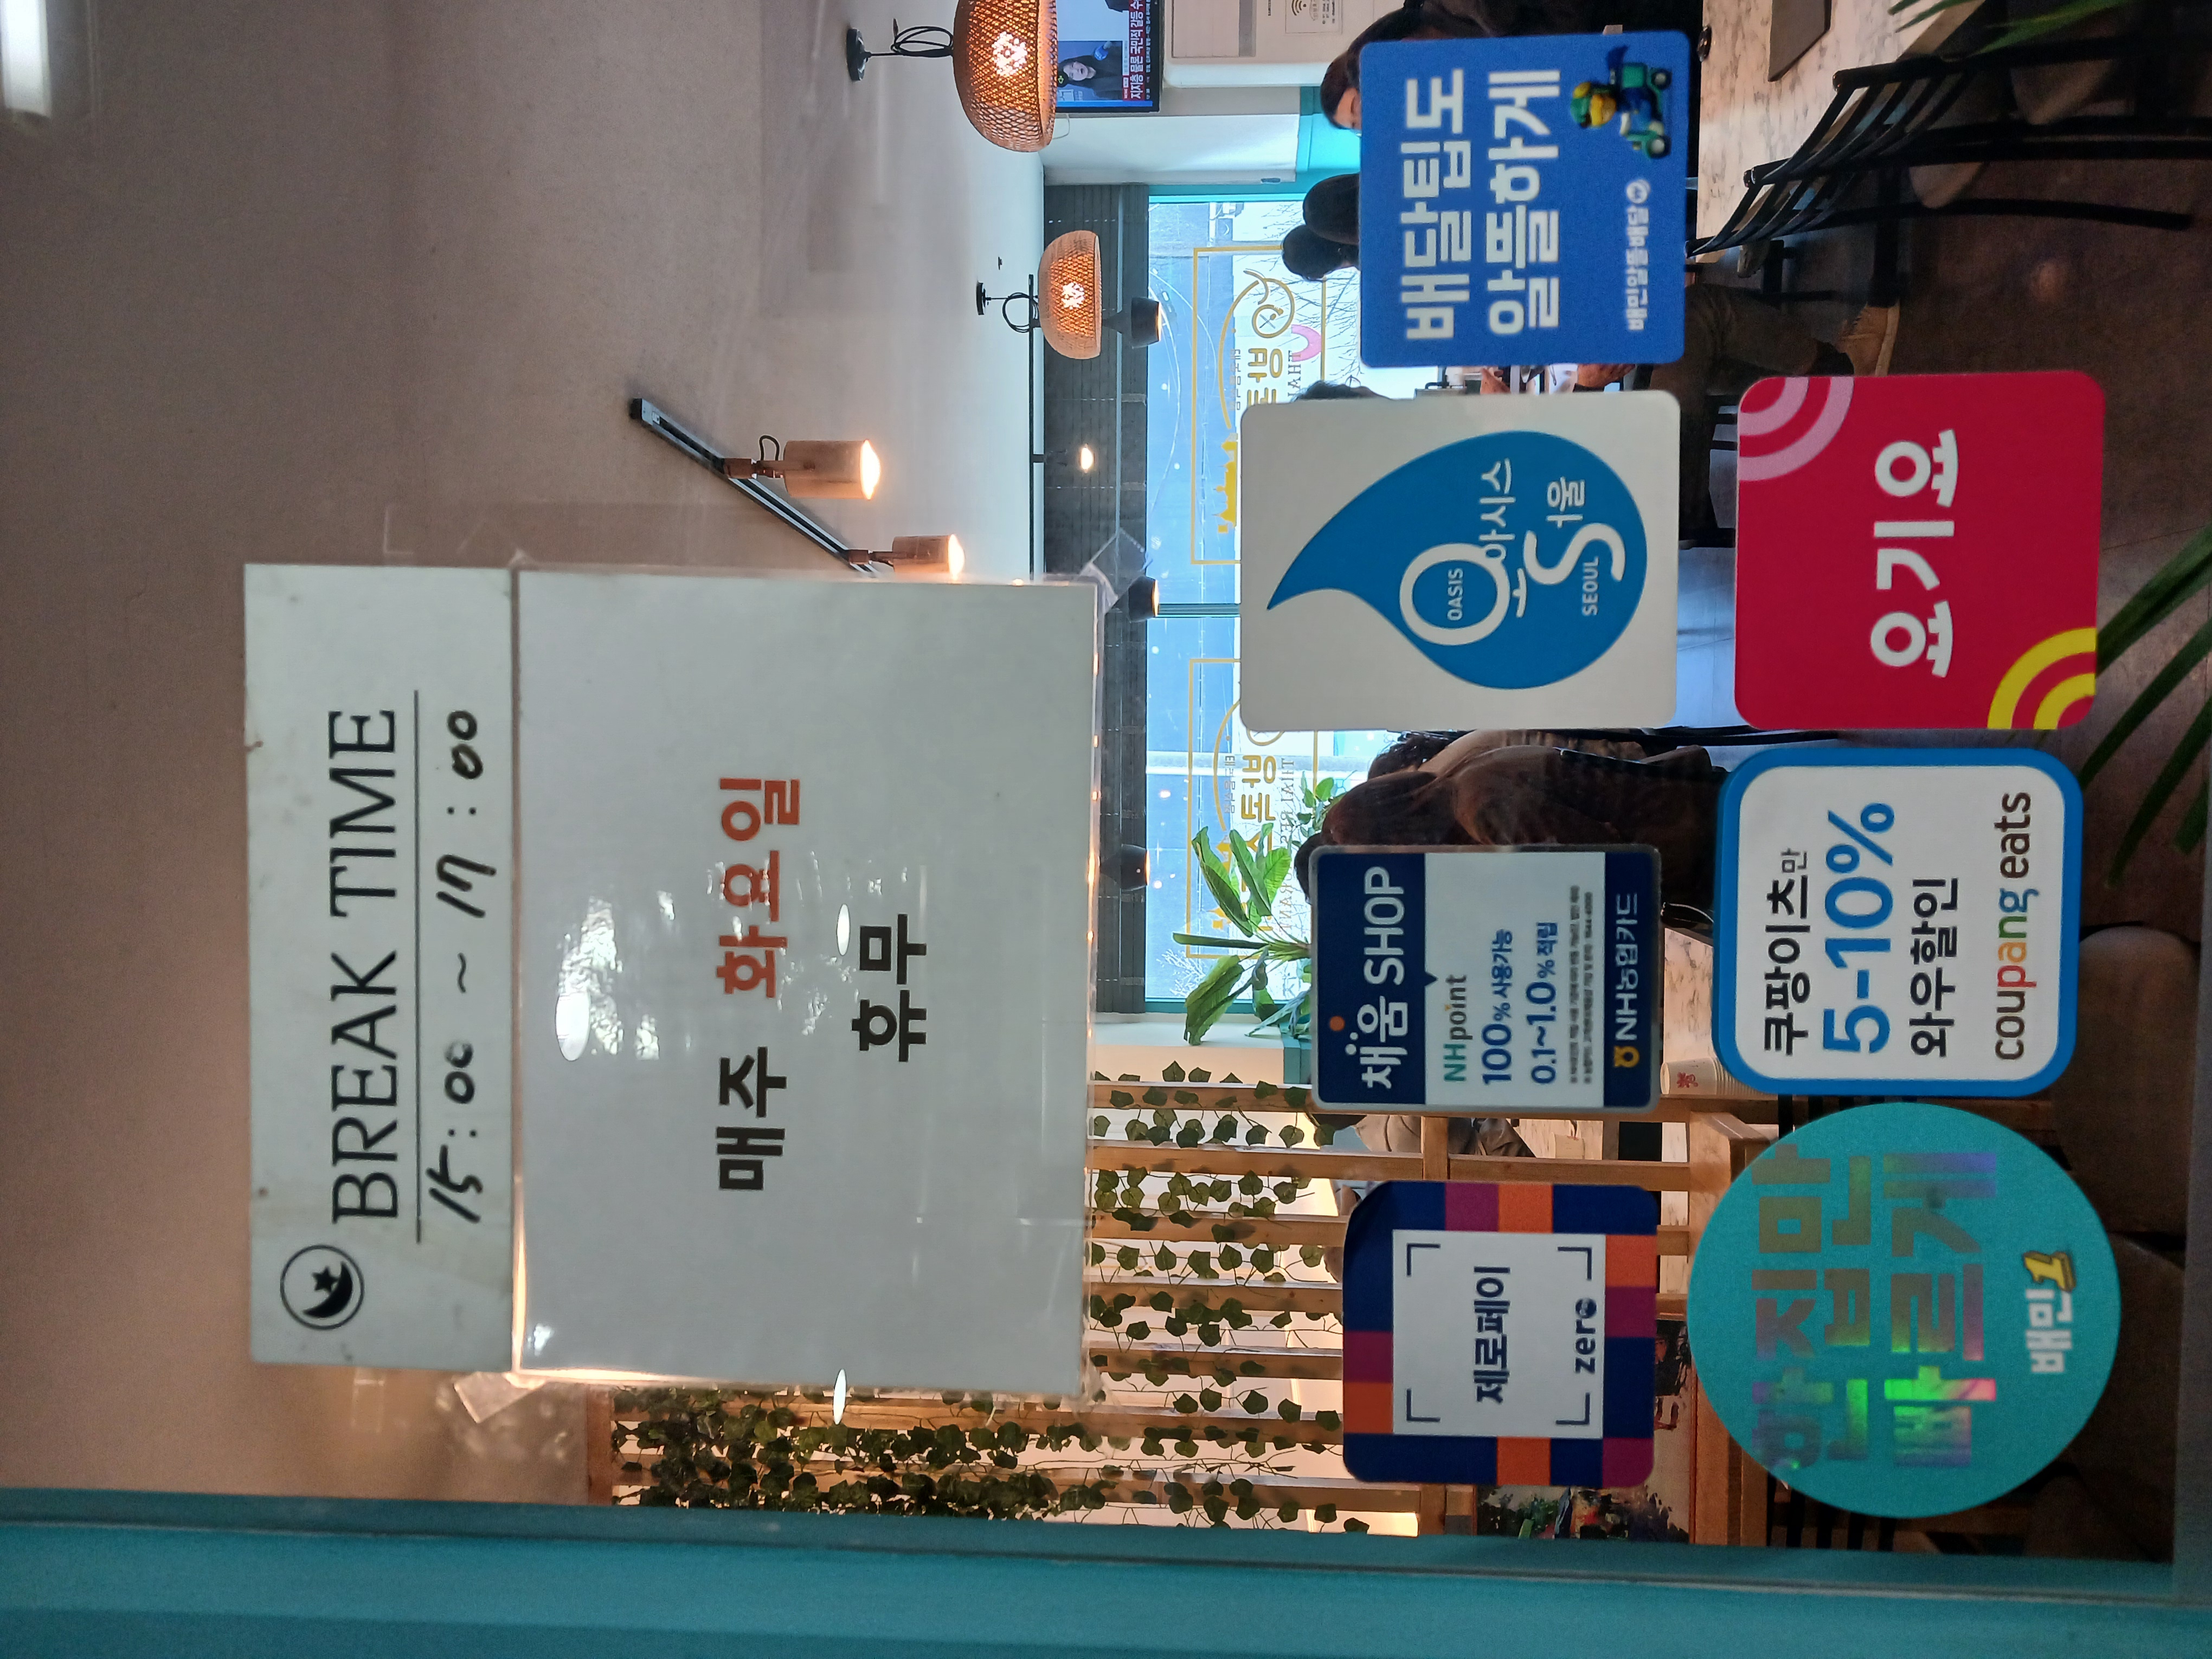 BREAK TIME
15:00 ~ 17:00
매주 화요일
휴무
제로페이
zero
채움 SHOP
NHpoint
100% 사용가능
0.1~1.0% 적립
NH농협카드
OASIS
오아시스
서울
SEOUL
배달팁도
알뜰하게
배민알뜰배달
한집만
빠르게
배민1
쿠팡이츠만
5-10%
와우할인
coupang eats
요기요